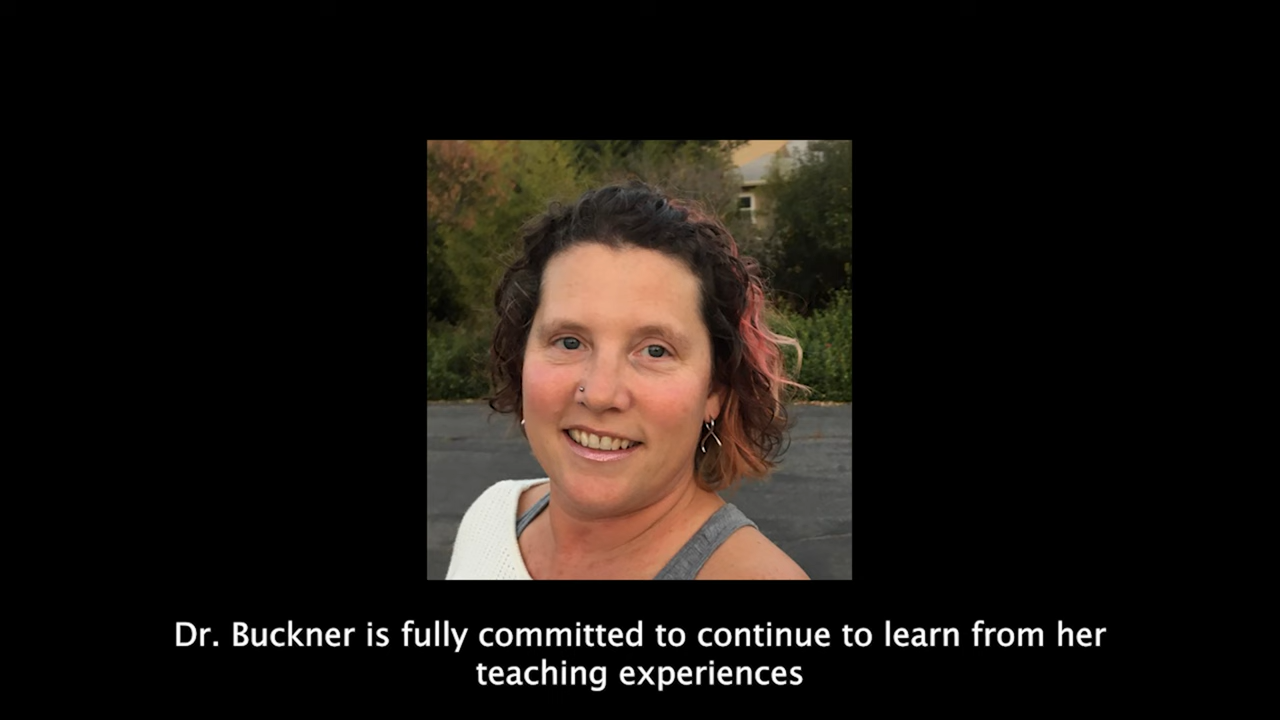 Dr. Buckner is fully committed to continue to learn from her
teaching experiences